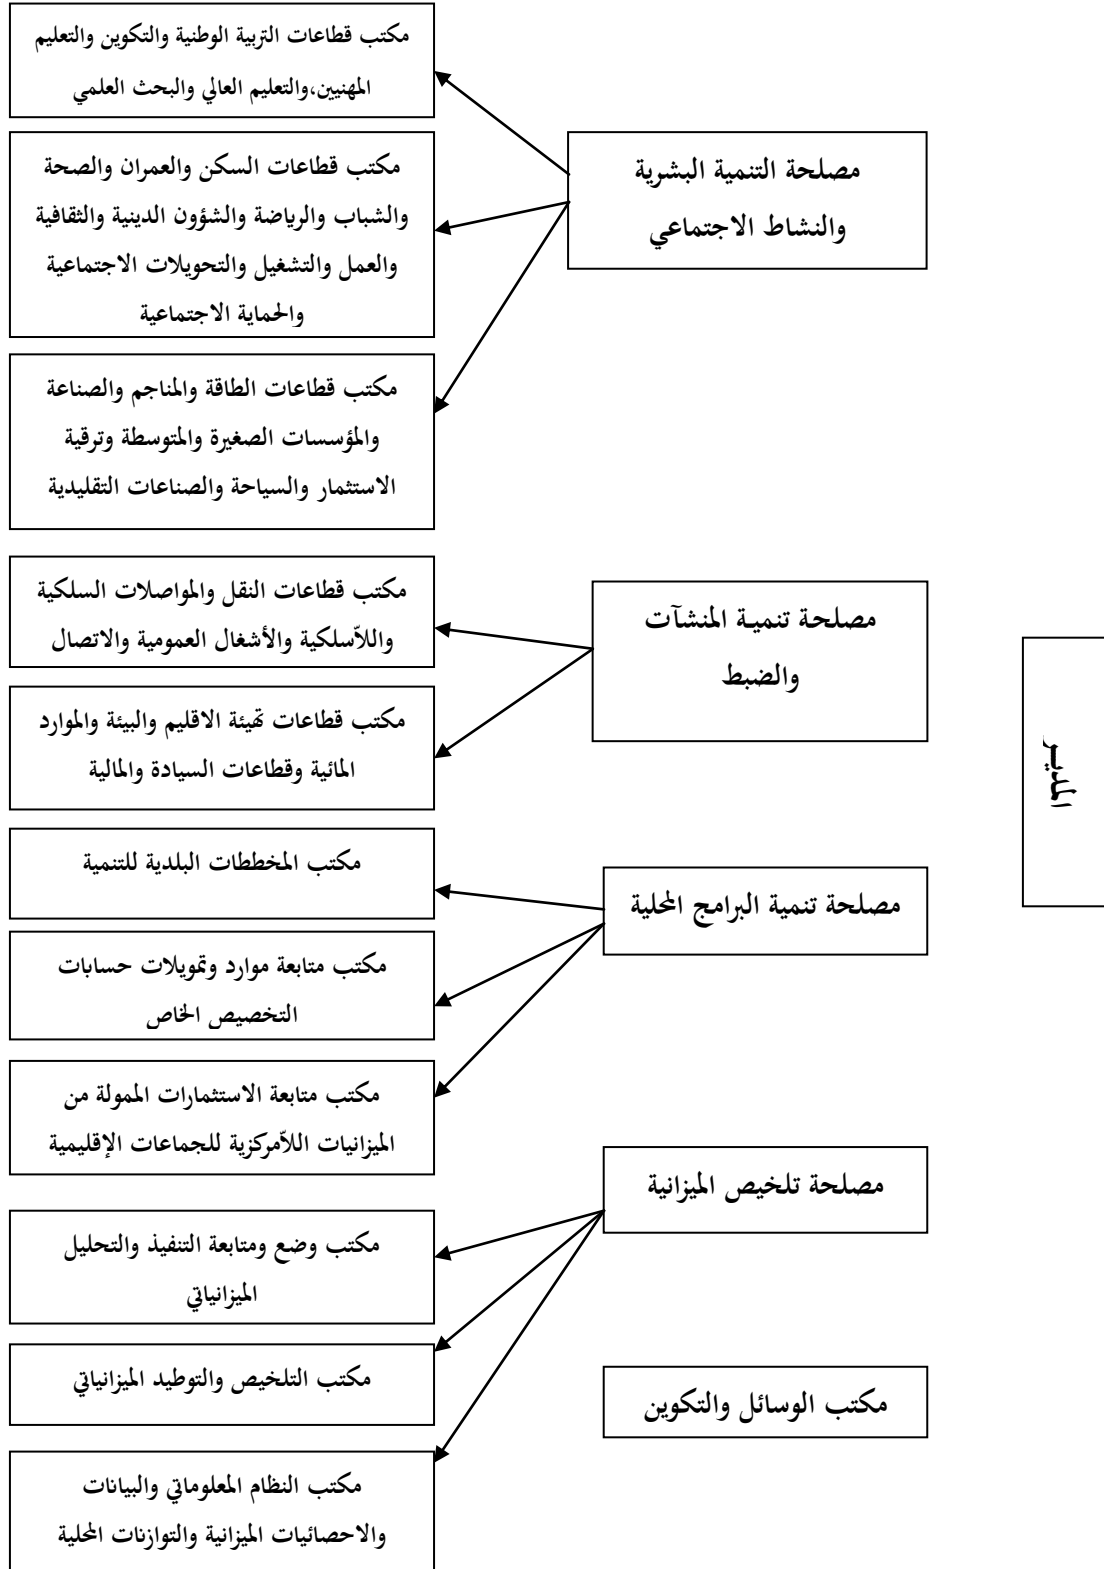 المديـر
مصلحة التنمية البشرية
والنشاط الاجتماعي
مكتب قطاعات التربية الوطنية والتكوين والتعليم
المهنيين،والتعليم العالي والبحث العلمي
مكتب قطاعات السكن والعمران والصحة
والشباب والرياضة والشؤون الدينية والثقافية
والعمل والتشغيل والتحويلات الاجتماعية
والحماية الاجتماعية
مكتب قطاعات الطاقة والمناجم والصناعة
والمؤسسات الصغيرة والمتوسطة وترقية
الاستثمار والسياحة والصناعات التقليدية
مصلحة تنميـة المنشآت
والضبط
مكتب قطاعات النقل والمواصلات السلكية
واللاّسلكية والأشغال العمومية والاتصال
مكتب قطاعات تهيئة الاقليم والبيئة والموارد
المائية وقطاعات السيادة والمالية
مصلحة تنمية البرامج المحلية
مكتب المخططات البلدية للتنمية
مكتب متابعة موارد وتمويلات حسابات
التخصيص الخاص
مكتب متابعة الاستثمارات الممولة من
الميزانيات اللاّمركزية للجماعات الإقليمية
مصلحة تلخيص الميزانية
مكتب وضع ومتابعة التنفيذ والتحليل
الميزانياتي
مكتب التلخيص والتوطيد الميزانياتي
مكتب النظام المعلوماتي والبيانات
والاحصائيات الميزانية والتوازنات المحلية
مكتب الوسائل والتكوين